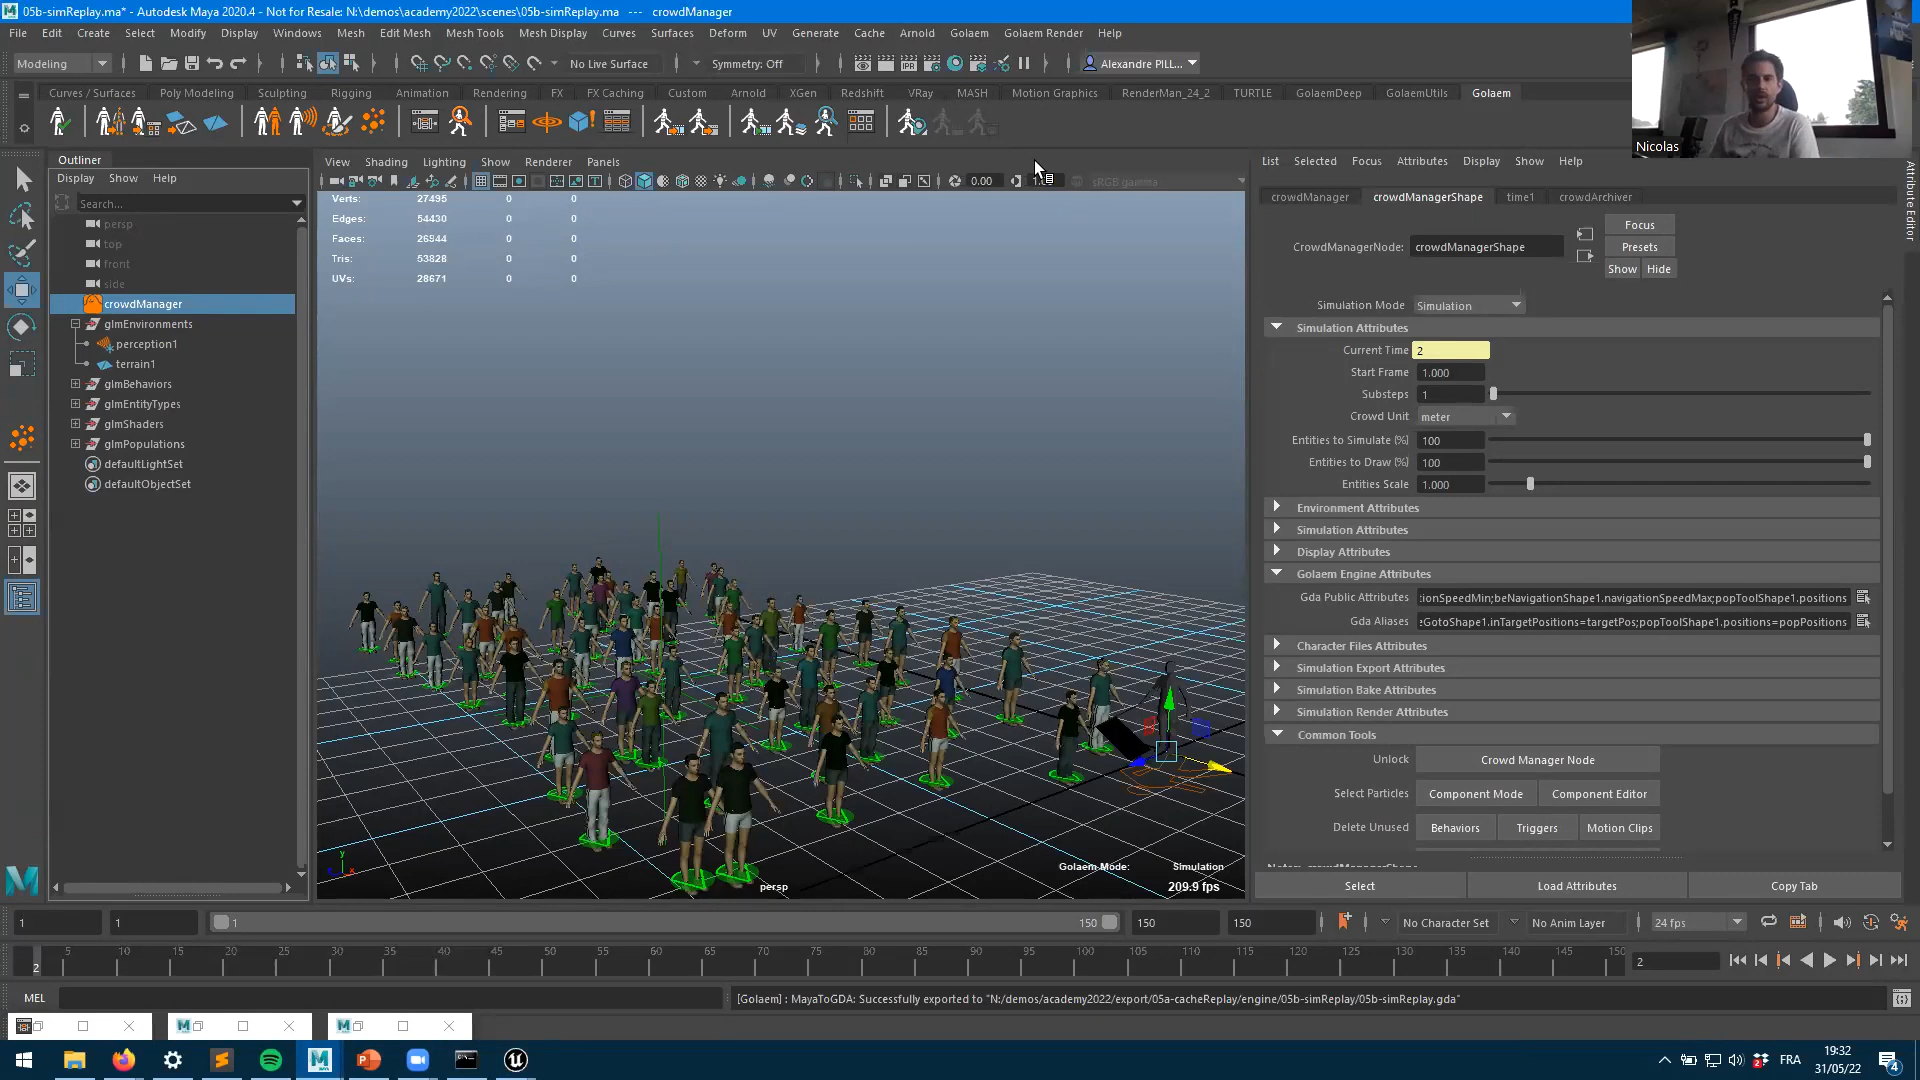 05b-simReplay.ma* - Autodesk Maya 2020.4 - Not for Resale: N:\demos\academy2022\scenes\05b-simReplay.ma --- crowdManager
File Edit Create Select Modify Display Windows Mesh Edit Mesh Mesh Tools Mesh Display Curves Surfaces Deform UV Generate Cache Arnold Golaem Golaem Render Help
Modeling No Live Surface Symmetry: Off Alexandre PILL...
Curves / Surfaces Poly Modeling Sculpting Rigging Animation Rendering FX FX Caching Custom Arnold XGen Redshift VRay MASH Motion Graphics RenderMan_24_2 TURTLE GolaemDeep GolaemUtils Golaem
Nicolas
Outliner
Display Show Help
Search...
persp
top
front
side
crowdManager
glmEnvironments
perception1
terrain1
glmBehaviors
glmEntityTypes
glmShaders
glmPopulations
defaultLightSet
defaultObjectSet
View Shading Lighting Show Renderer Panels
0.00 sRGB gamma
Verts: 27495 0 0
Edges: 54430 0 0
Faces: 26944 0 0
Tris: 53828 0 0
UVs: 28671 0 0
y
Golaem Mode: Simulation
persp 209.9 fps
List Selected Focus Attributes Display Show Help
crowdManager crowdManagerShape time1 crowdArchiver
Focus
CrowdManagerNode: crowdManagerShape Presets
Show Hide
Simulation Mode Simulation
Simulation Attributes
Current Time 2
Start Frame 1.000
Substeps 1
Crowd Unit meter
Entities to Simulate (%) 100
Entities to Draw (%) 100
Entities Scale 1.000
Environment Attributes
Simulation Attributes
Display Attributes
Golaem Engine Attributes
Gda Public Attributes :ionSpeedMin;beNavigationShape1.navigationSpeedMax;popToolShape1.positions
Gda Aliases :GotoShape1.inTargetPositions=targetPos;popToolShape1.positions=popPositions
Character Files Attributes
Simulation Export Attributes
Simulation Bake Attributes
Simulation Render Attributes
Common Tools
Unlock Crowd Manager Node
Select Particles Component Mode Component Editor
Delete Unused Behaviors Triggers Motion Clips
Select Load Attributes Copy Tab
Attribute Editor
1 1 1 150 150 150 No Character Set No Anim Layer 24 fps
2 5 10 15 20 25 30 35 40 45 50 55 60 65 70 75 80 85 90 95 100 105 110 115 120 125 130 135 140 145 150 2
MEL [Golaem] : MayaToGDA: Successfully exported to "N:/demos/academy2022/export/05a-cacheReplay/engine/05b-simReplay/05b-simReplay.gda"
FRA 19:32
31/05/22 4